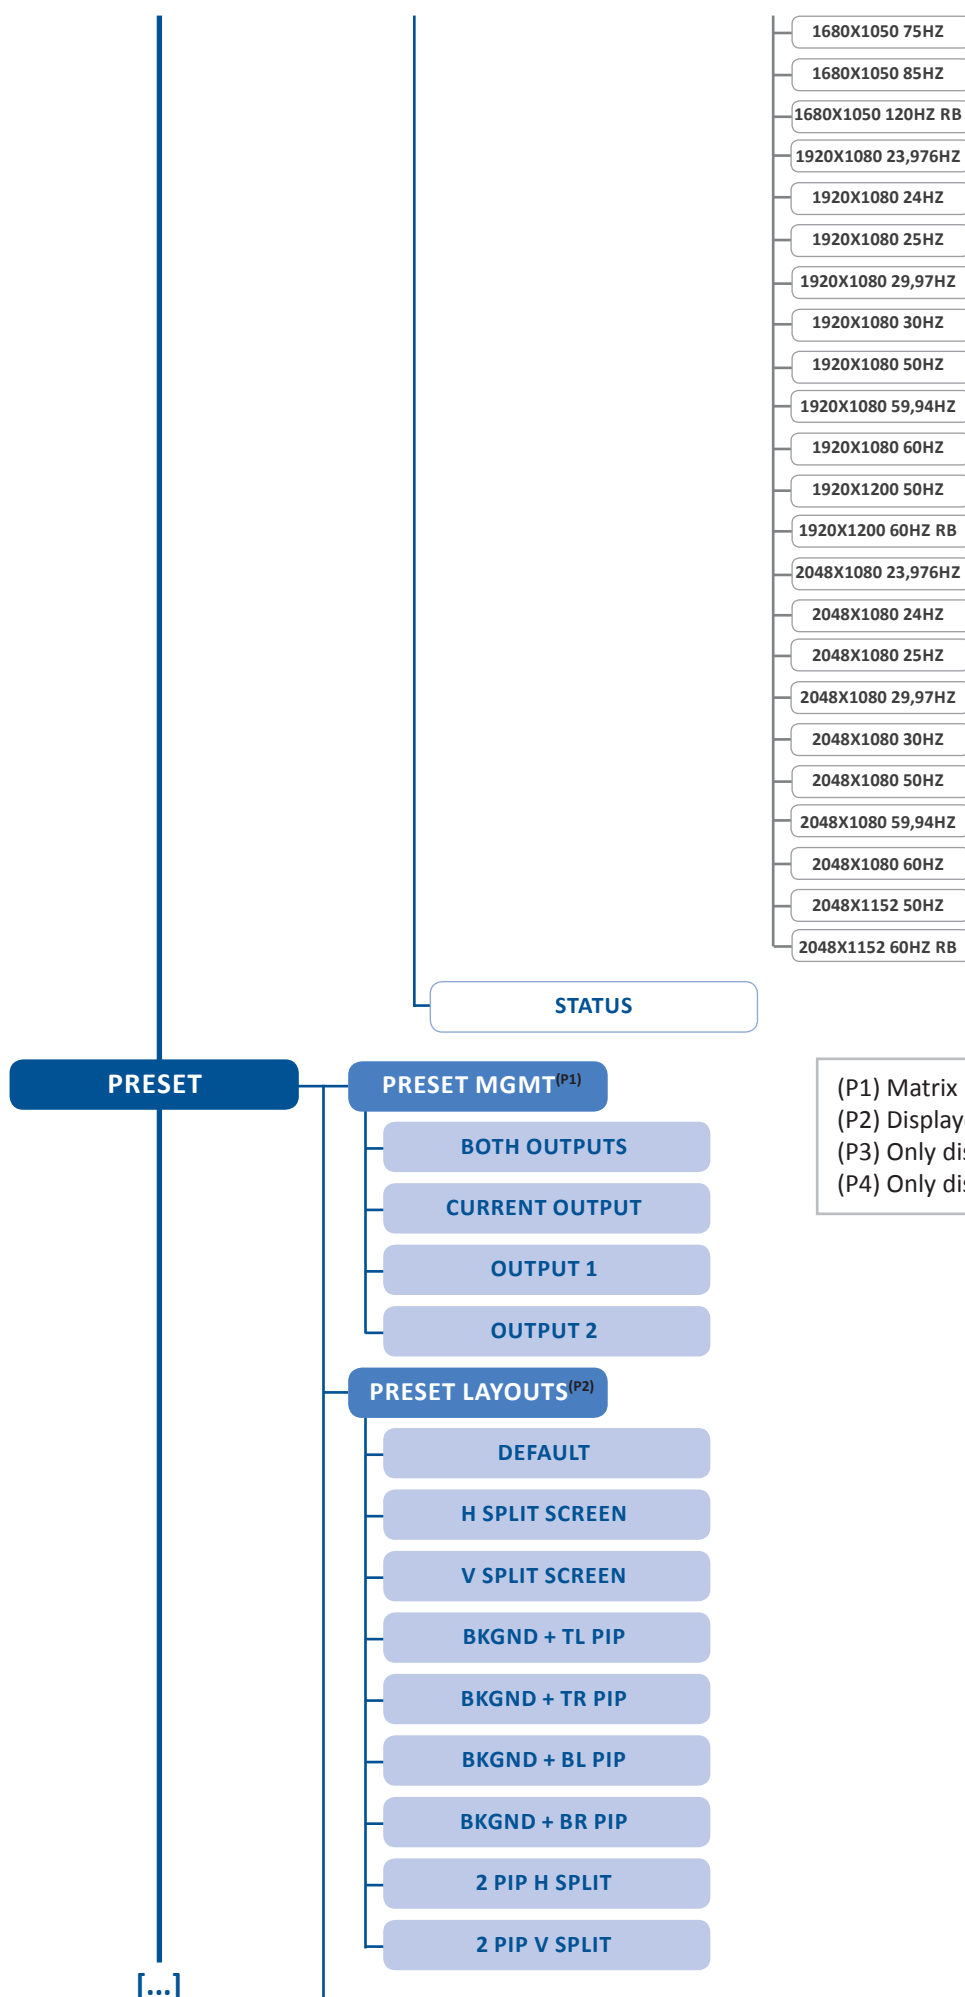 1680X1050 75HZ
1680X1050 85HZ
1680X1050 120HZ RB
1920X1080 23,976HZ
1920X1080 24HZ
1920X1080 25HZ
1920X1080 29,97HZ
1920X1080 30HZ
1920X1080 50HZ
1920X1080 59,94HZ
1920X1080 60HZ
1920X1200 50HZ
1920X1200 60HZ RB
2048X1080 23,976HZ
2048X1080 24HZ
2048X1080 25HZ
2048X1080 29,97HZ
2048X1080 30HZ
2048X1080 50HZ
2048X1080 59,94HZ
2048X1080 60HZ
2048X1152 50HZ
2048X1152 60HZ RB
STATUS
PRESET
PRESET MGMT(P1)
BOTH OUTPUTS
CURRENT OUTPUT
OUTPUT 1
OUTPUT 2
(P1) Matrix
(P2) Display
(P3) Only
(P4) Only
PRESET LAYOUTS(P2)
DEFAULT
H SPLIT SCREEN
V SPLIT SCREEN
BKGND + TL PIP
BKGND + TR PIP
BKGND + BL PIP
BKGND + BR PIP
2 PIP H SPLIT
2 PIP V SPLIT
[...]